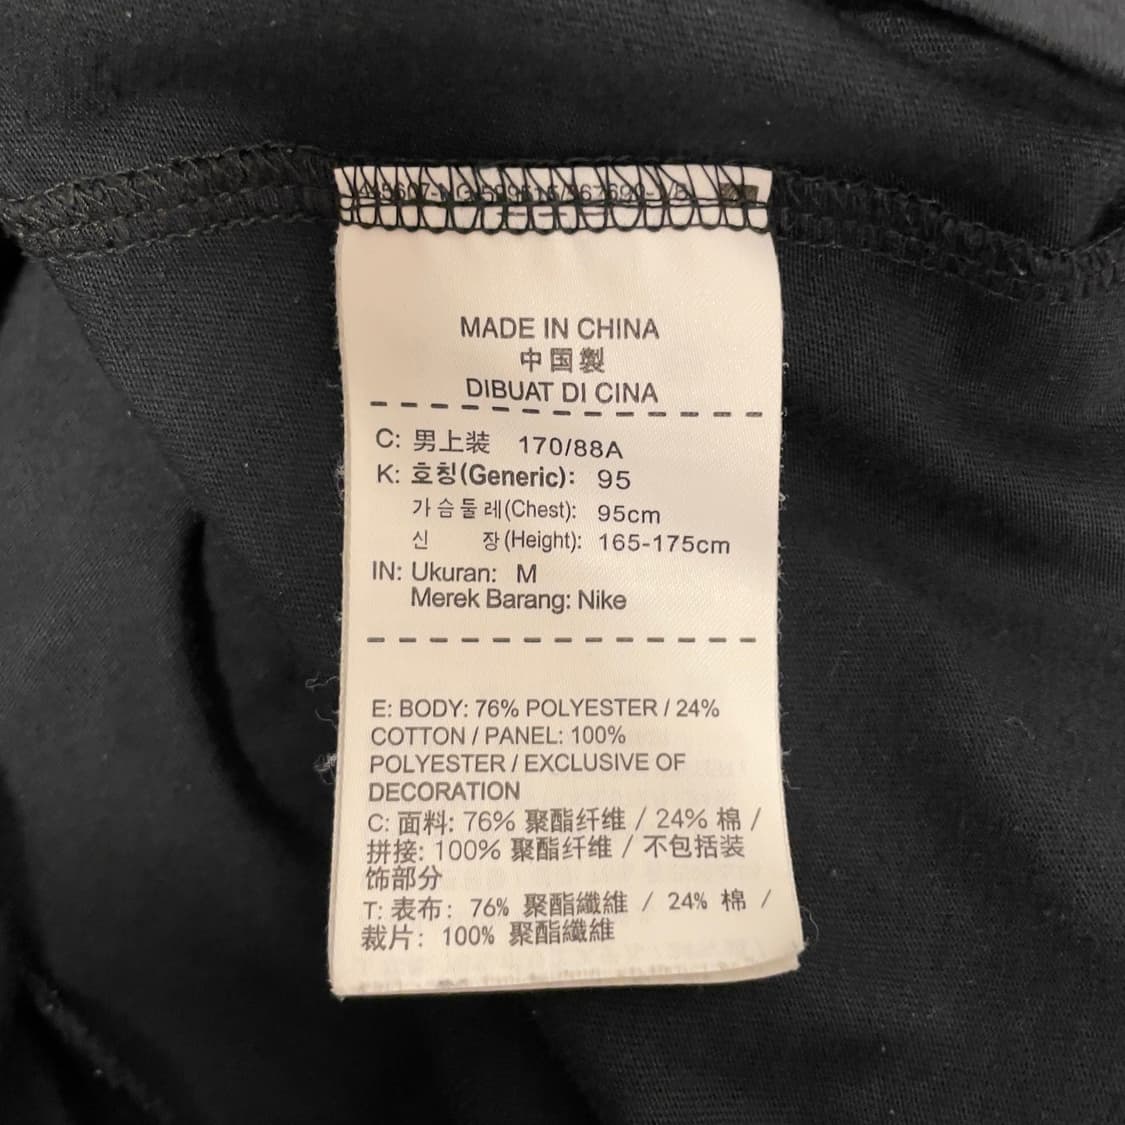 MADE IN CHINA
中国製
DIBUAT DI CINA
C: 男上装 170/88A
K: 호칭(Generic): 95
가슴둘레(Chest): 95cm
신 장(Height): 165-175cm
IN: Ukuran: M
Merek Barang: Nike
E: BODY: 76% POLYESTER / 24%
COTTON / PANEL: 100%
POLYESTER / EXCLUSIVE OF
DECORATION
C: 面料: 76% 聚酯纤维 / 24% 棉 /
拼接: 100% 聚酯纤维 / 不包括装
饰部分
T: 表布: 76% 聚酯纖維 / 24% 棉 /
裁片: 100% 聚酯纖維